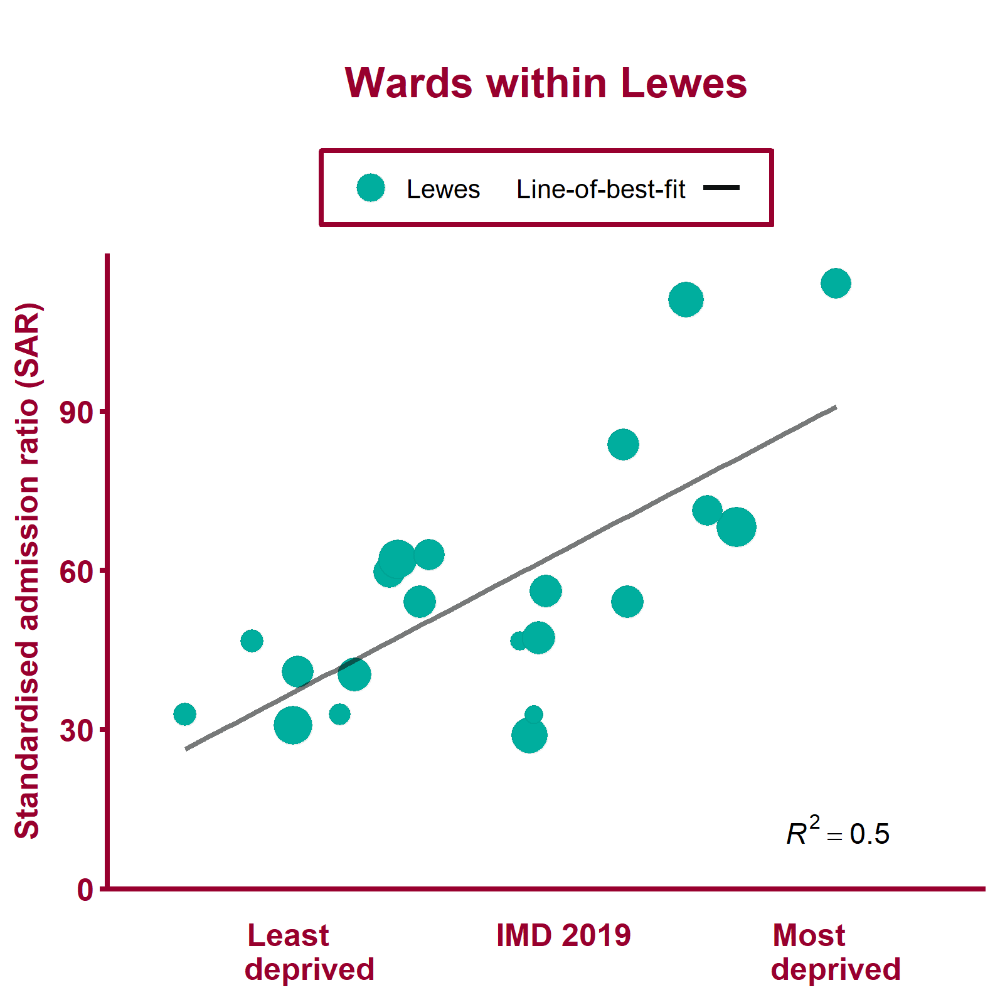 Wards within Lewes
Lewes Line-of-best-fit
Standardised admission ratio (SAR)
90
60
30
0
R² = 0.5
Least deprived
IMD 2019
Most deprived